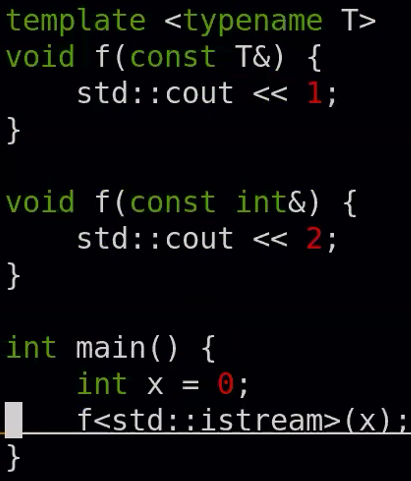 template <typename T>
void f(const T&) {
    std::cout << 1;
}

void f(const int&) {
    std::cout << 2;
}

int main() {
    int x = 0;
    f<std::istream>(x);
}